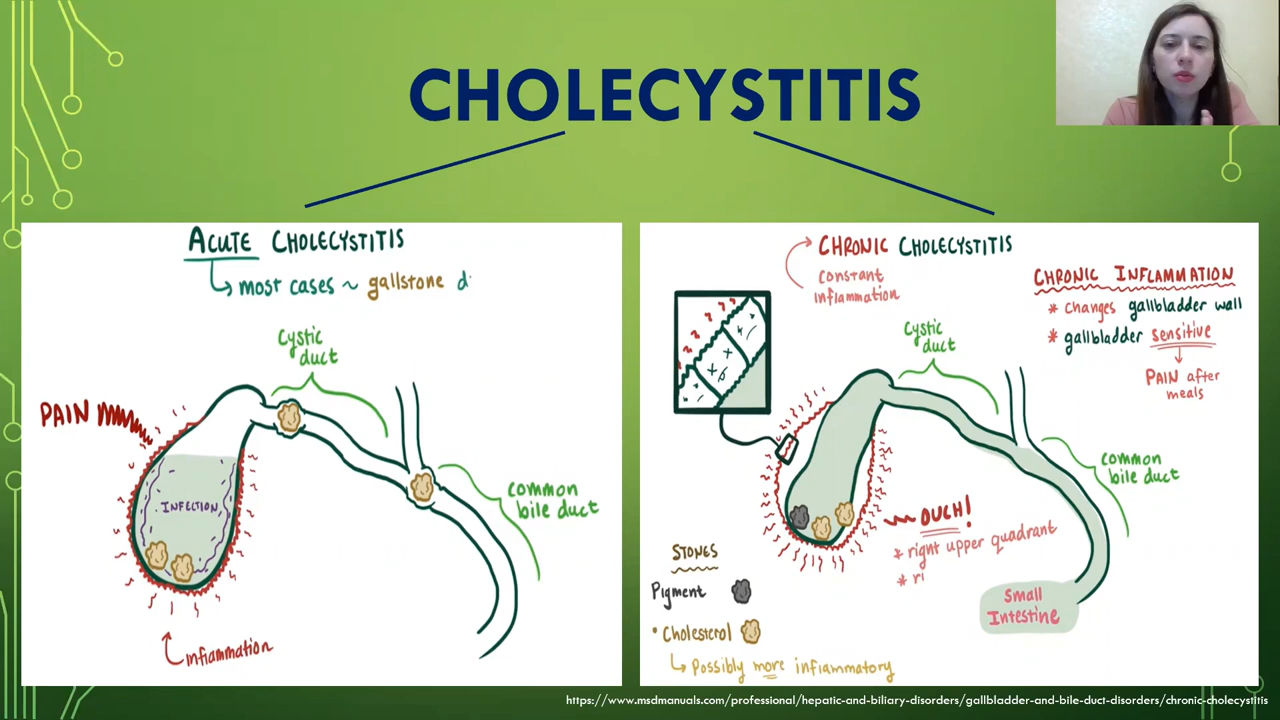 CHOLECYSTITIS
ACUTE CHOLECYSTITIS
most cases ~ gallstone d
Cystic
duct
PAIN
INFECTION
common
bile duct
inflammation
CHRONIC CHOLECYSTITIS
constant
inflammation
CHRONIC INFLAMMATION
* changes gallbladder wall
* gallbladder sensitive
PAIN after
meals
Cystic
duct
common
bile duct
OUCH!
* right upper quadrant
* ri
STONES
Pigment
• Cholesterol
Possibly more inflammatory
Small
Intestine
https://www.msdmanuals.com/professional/hepatic-and-biliary-disorders/gallbladder-and-bile-duct-disorders/chronic-cholecystitis